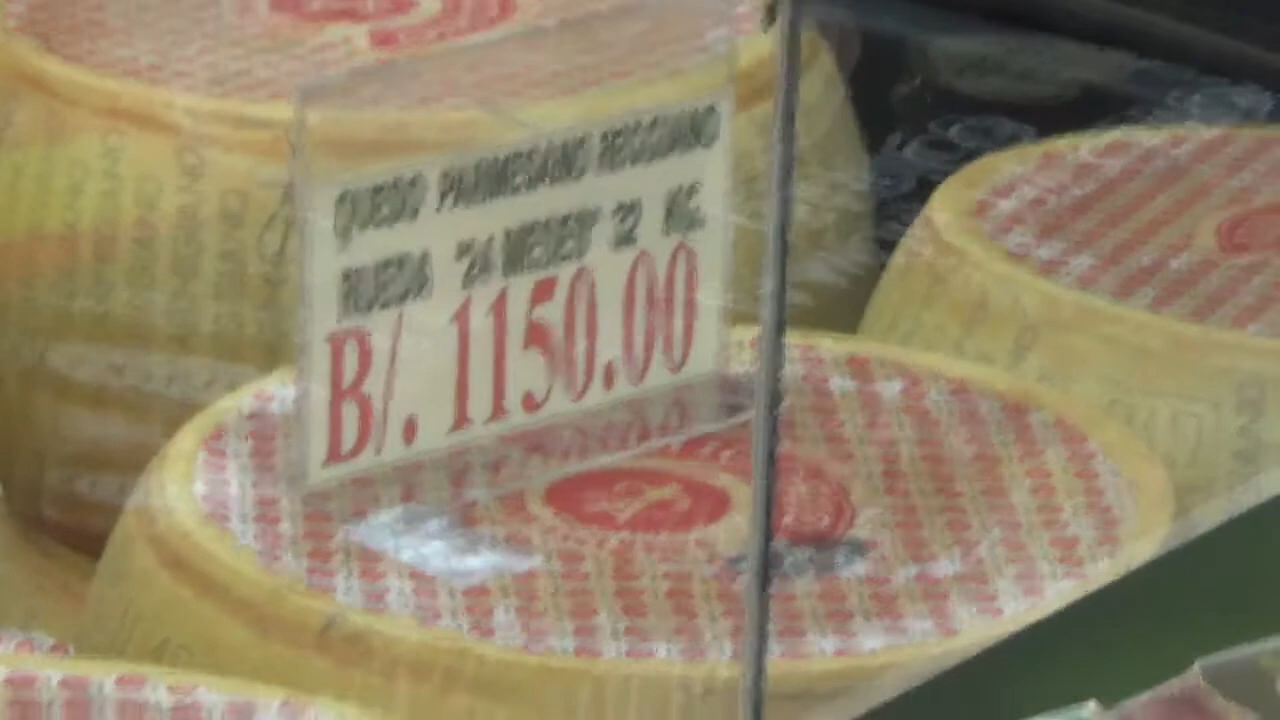 QUESO PARMESANO REGGIANO
RUEDA "24 MESES" 32 KG.
B/. 1150.00